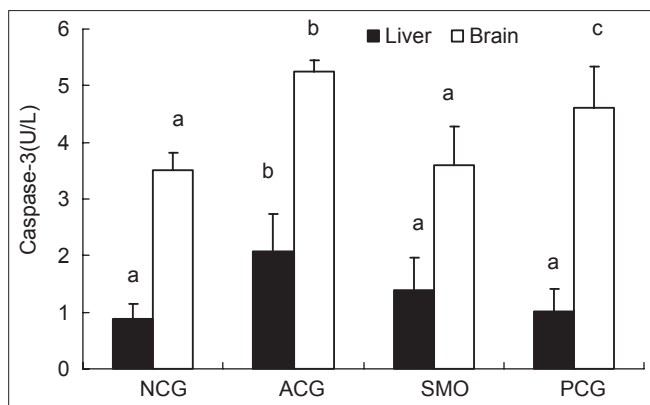 Caspase-3(U/L)
6
5
4
3
2
1
0
Liver Brain
a
a
b
b
a
a
a
c
NCG ACG SMO PCG